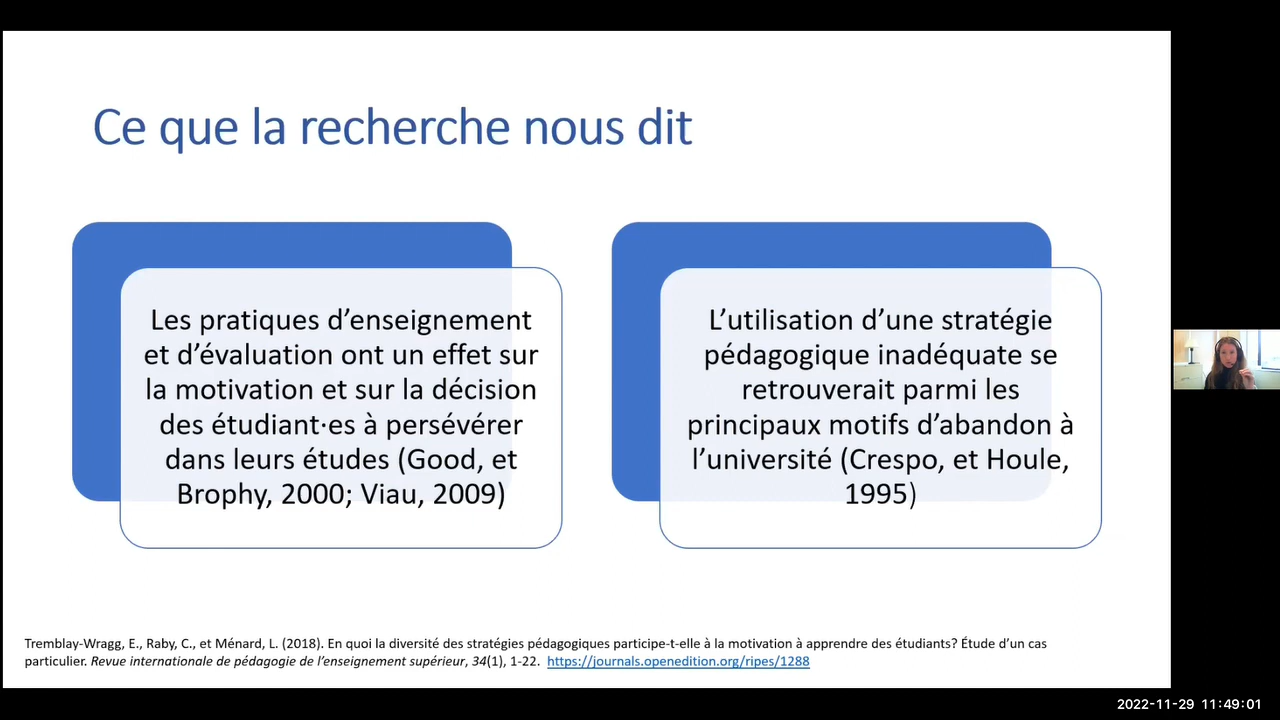 Ce que la recherche nous dit
Les pratiques d’enseignement
et d’évaluation ont un effet sur
la motivation et sur la décision
des étudiant·es à persévérer
dans leurs études (Good, et
Brophy, 2000; Viau, 2009)
L’utilisation d’une stratégie
pédagogique inadéquate se
retrouverait parmi les
principaux motifs d’abandon à
l’université (Crespo, et Houle,
1995)
Tremblay-Wragg, E., Raby, C., et Ménard, L. (2018). En quoi la diversité des stratégies pédagogiques participe-t-elle à la motivation à apprendre des étudiants? Étude d’un cas
particulier. Revue internationale de pédagogie de l’enseignement supérieur, 34(1), 1-22. https://journals.openedition.org/ripes/1288
2022-11-29 11:49:01